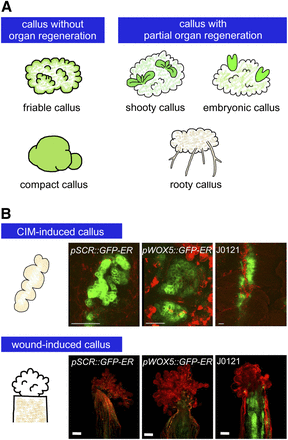 A
callus without
organ regeneration
callus with
partial organ regeneration
friable callus
shooty callus
embryonic callus
compact callus
rooty callus
B
CIM-induced callus
pSCR::GFP-ER
pWOX5::GFP-ER
J0121
wound-induced callus
pSCR::GFP-ER
pWOX5::GFP-ER
J0121